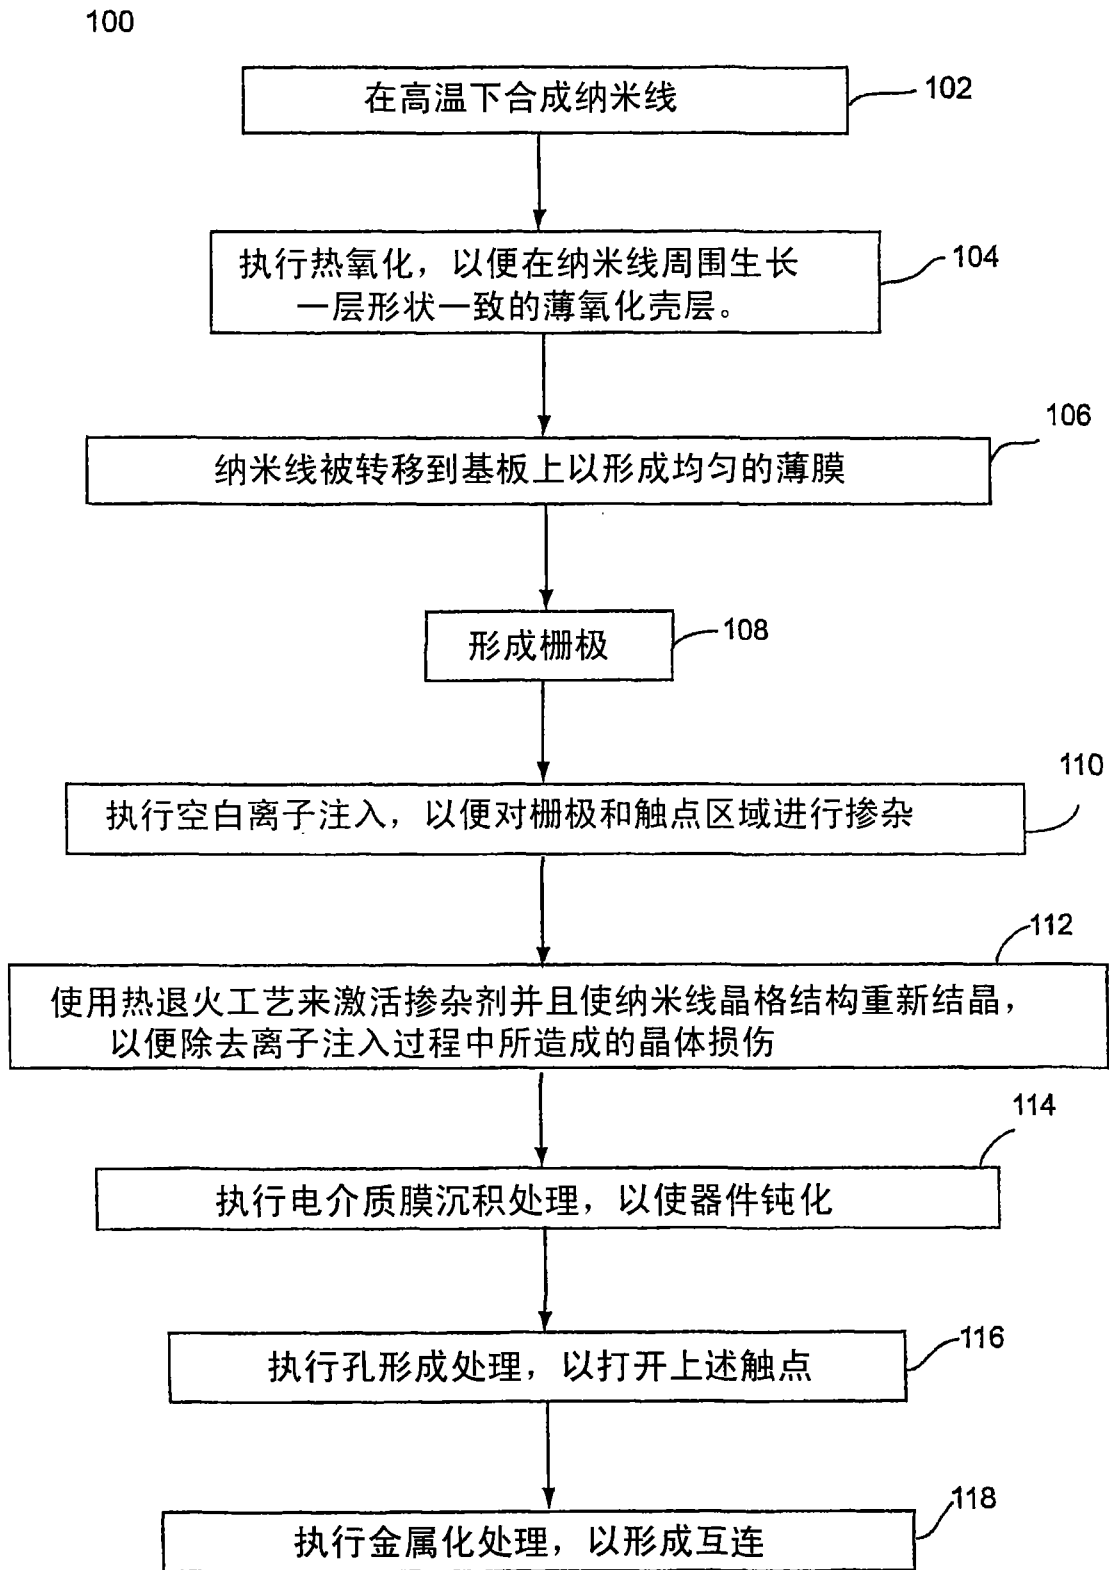 100
在高温下合成纳米线
102
执行热氧化，以便在纳米线周围生长
一层形状一致的薄氧化壳层。
104
106
纳米线被转移到基板上以形成均匀的薄膜
形成栅极
108
110
执行空白离子注入，以便对栅极和触点区域进行掺杂
112
使用热退火工艺来激活掺杂剂并且使纳米线晶格结构重新结晶，
以便除去离子注入过程中所造成的晶体损伤
114
执行电介质膜沉积处理，以使器件钝化
116
执行孔形成处理，以打开上述触点
118
执行金属化处理，以形成互连